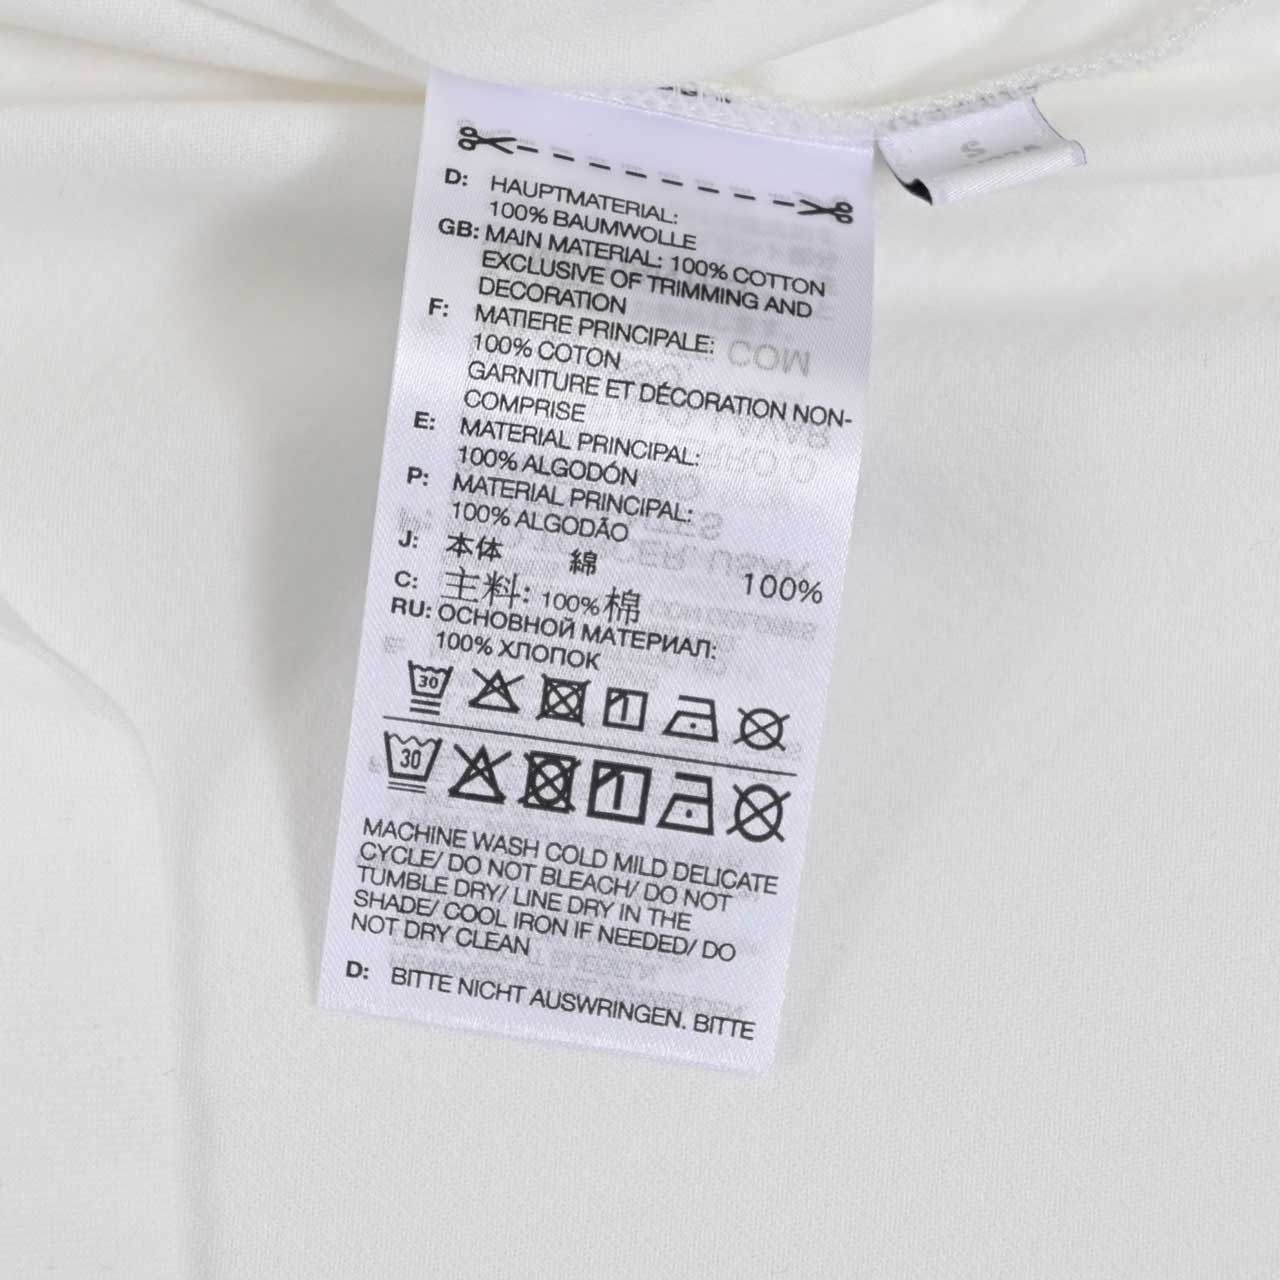 D: HAUPTMATERIAL:
100% BAUMWOLLE
GB: MAIN MATERIAL: 100% COTTON
EXCLUSIVE OF TRIMMING AND
DECORATION
F: MATIERE PRINCIPALE:
100% COTON
GARNITURE ET DÉCORATION NON-
COMPRISE
E: MATERIAL PRINCIPAL:
100% ALGODÓN
P: MATERIAL PRINCIPAL:
100% ALGODÃO
J: 本体 綿 100%
C: 主料: 100% 棉
RU: ОСНОВНОЙ МАТЕРИАЛ:
100% ХЛОПОК
30
30
MACHINE WASH COLD MILD DELICATE
CYCLE/ DO NOT BLEACH/ DO NOT
TUMBLE DRY/ LINE DRY IN THE
SHADE/ COOL IRON IF NEEDED/ DO
NOT DRY CLEAN
D: BITTE NICHT AUSWRINGEN. BITTE
S